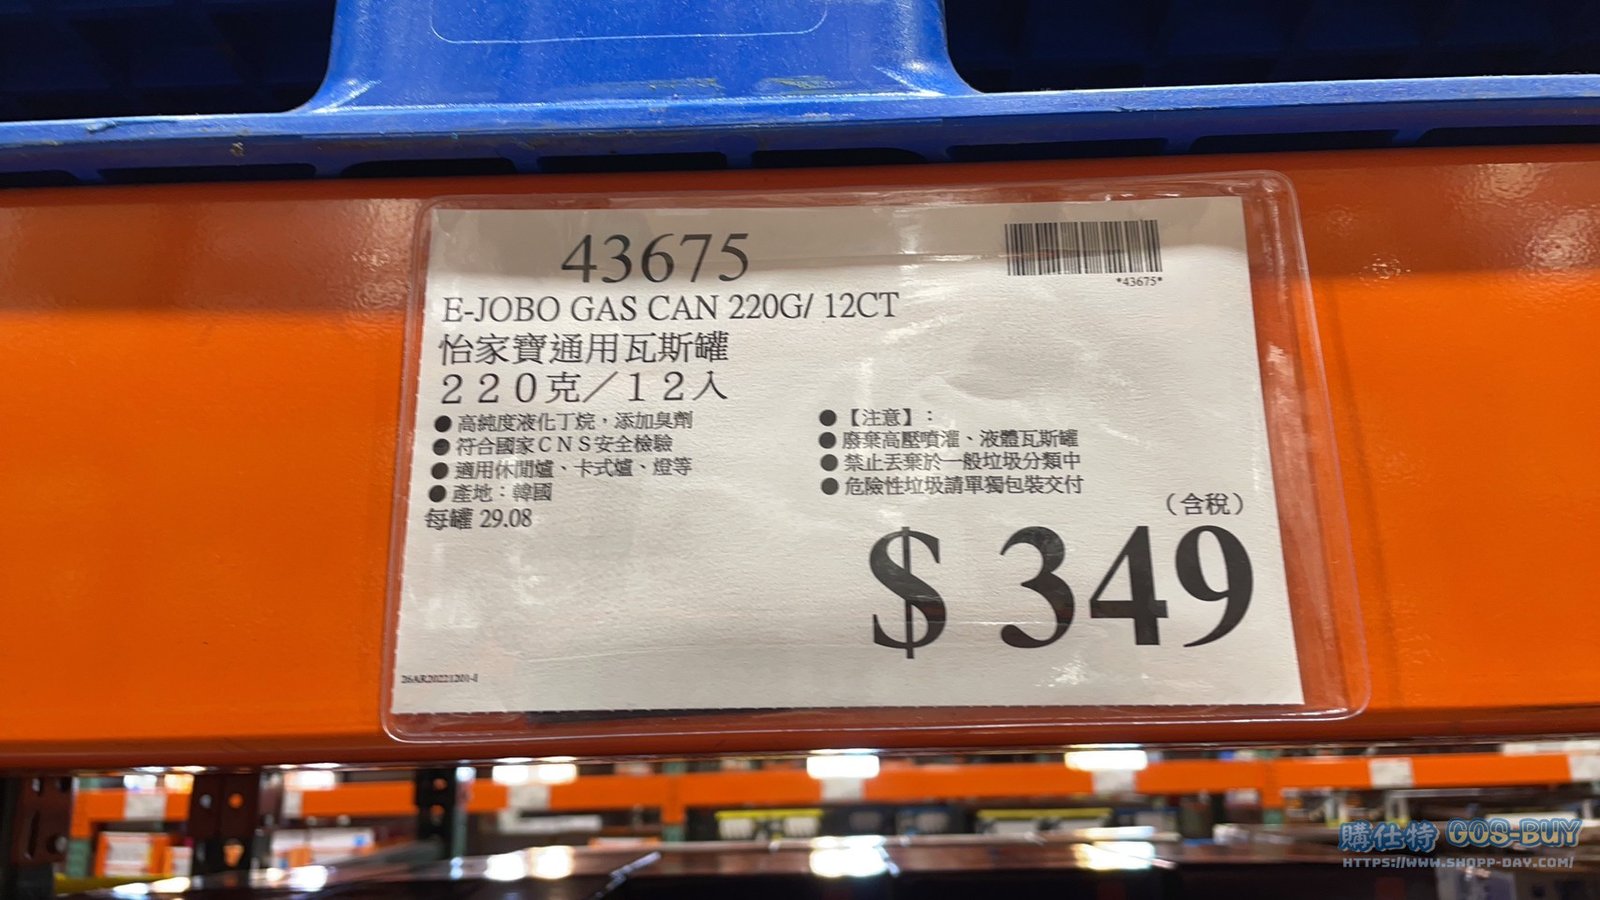 43675
*43675*
E-JOBO GAS CAN 220G/ 12CT
怡家寶通用瓦斯罐
２２０克／１２入
●高純度液化丁烷，添加臭劑
●符合國家ＣＮＳ安全檢驗
●適用休閒爐、卡式爐、燈等
●產地：韓國
每罐 29.08
●【注意】：
●廢棄高壓噴灌、液體瓦斯罐
●禁止丟棄於一般垃圾分類中
●危險性垃圾請單獨包裝交付
（含稅）
$ 349
26AR20221201-I
購仕特 GOS-BUY
HTTPS://WWW.SHOPP-DAY.COM/